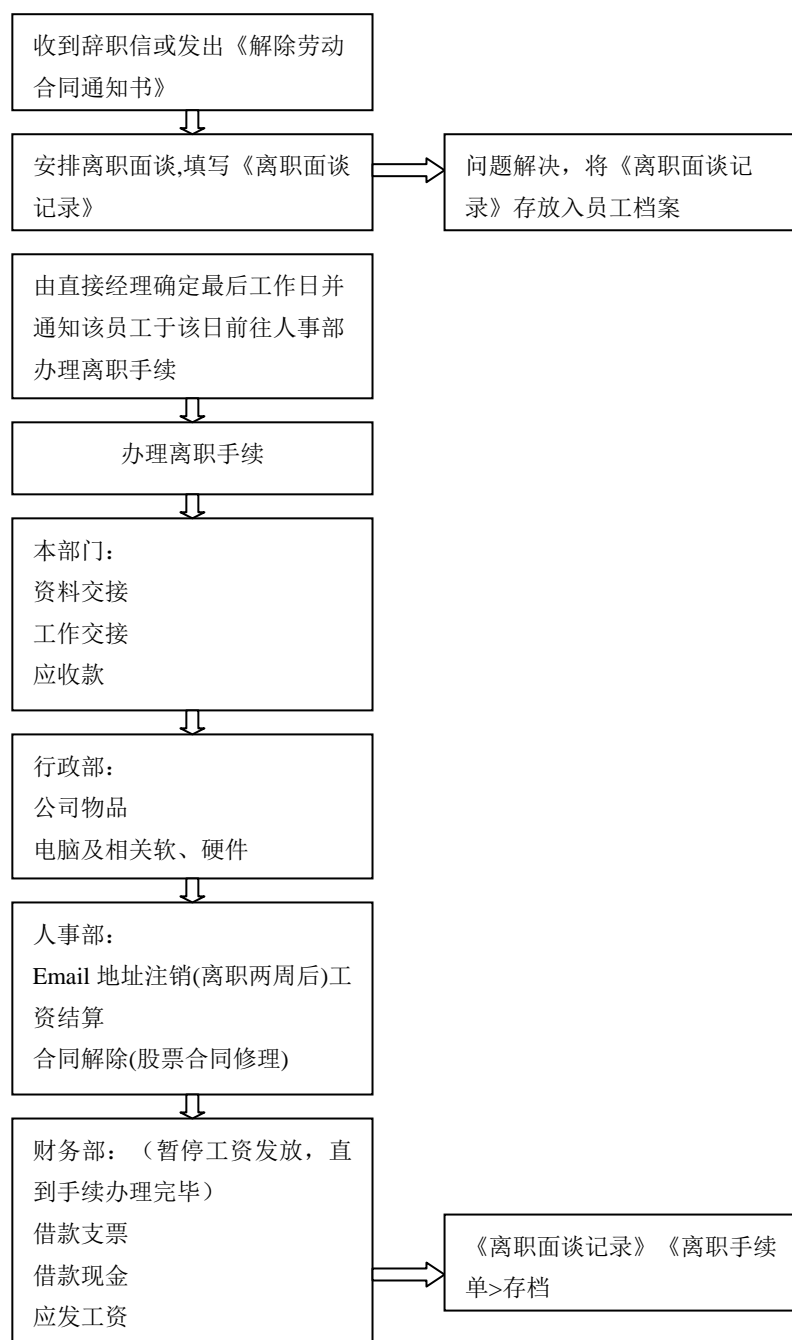 收到辞职信或发出《解除劳动
合同通知书》
安排离职面谈,填写《离职面谈
记录》
问题解决，将《离职面谈记
录》存放入员工档案
由直接经理确定最后工作日并
通知该员工于该日前往人事部
办理离职手续
办理离职手续
本部门：
资料交接
工作交接
应收款
行政部：
公司物品
电脑及相关软、硬件
人事部：
Email 地址注销(离职两周后)工
资结算
合同解除(股票合同修理)
财务部：（暂停工资发放，直
到手续办理完毕）
借款支票
借款现金
应发工资
《离职面谈记录》《离职手续
单>存档